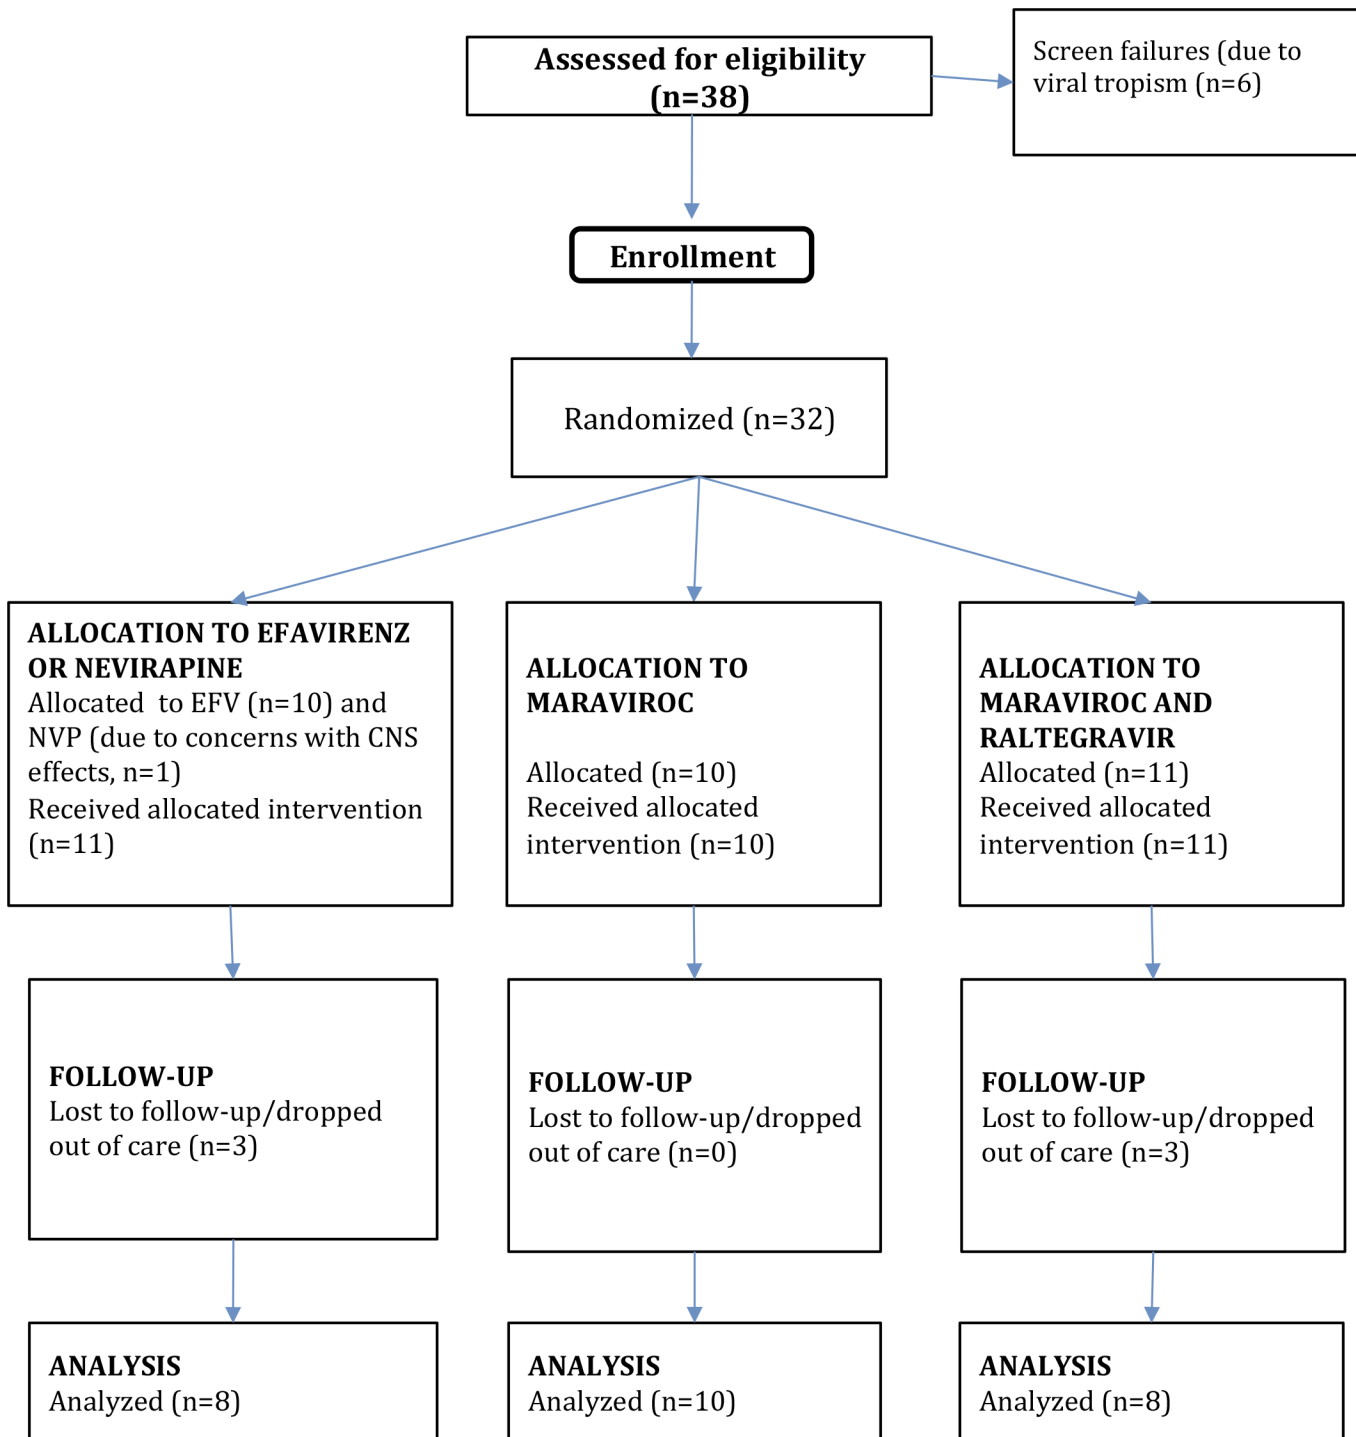 Assessed for eligibility
(n=38)
Screen failures (due to
viral tropism (n=6)
Enrollment
Randomized (n=32)
ALLOCATION TO EFAVIRENZ
OR NEVIRAPINE
Allocated to EFV (n=10) and
NVP (due to concerns with CNS
effects, n=1)
Received allocated intervention
(n=11)
ALLOCATION TO
MARAVIROC
Allocated (n=10)
Received allocated
intervention (n=10)
ALLOCATION TO
MARAVIROC AND
RALTEGRAVIR
Allocated (n=11)
Received allocated
intervention (n=11)
FOLLOW-UP
Lost to follow-up/dropped
out of care (n=3)
FOLLOW-UP
Lost to follow-up/dropped
out of care (n=0)
FOLLOW-UP
Lost to follow-up/dropped
out of care (n=3)
ANALYSIS
Analyzed (n=8)
ANALYSIS
Analyzed (n=10)
ANALYSIS
Analyzed (n=8)